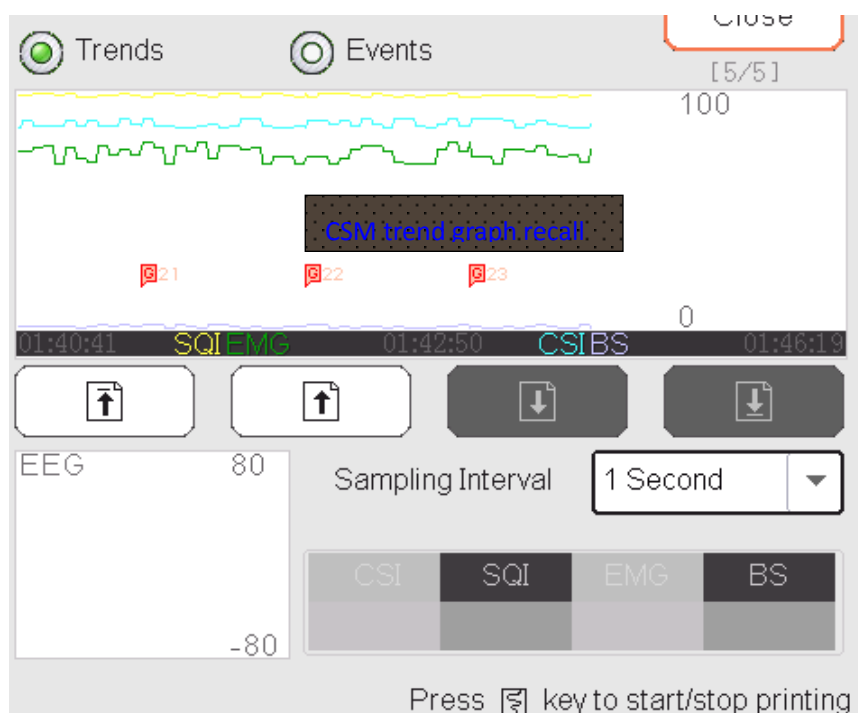 Close
Trends Events
[5/5]
100
CSM trend graph recall
G21 G22 G23
0
01:40:41 SQI EMG 01:42:50 CSI BS 01:46:19
EEG 80
Sampling Interval 1 Second
CSI SQI EMG BS
-80
Press key to start/stop printing